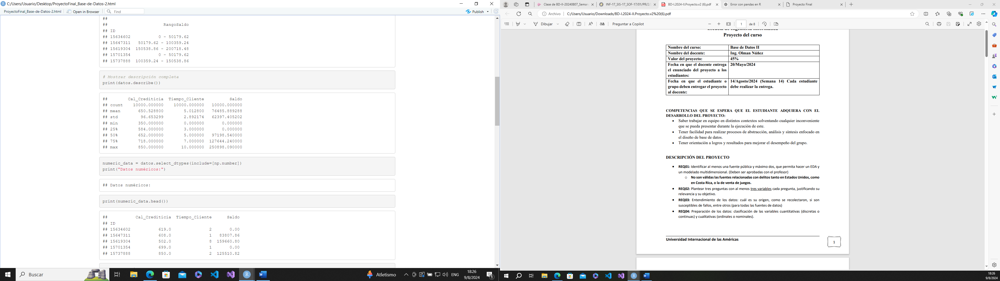 C:/Users/Usuario/Desktop/ProyectoFinal_Base-de-Datos-2.html
ProyectoFinal_Base-de-Datos-2.html
Open in Browser
Find
Publish
##
## RangoSaldo
## ID
## 15634602 0 - 50179.62
## 15647311 50179.62 - 100359.24
## 15619304 150538.86 - 200718.48
## 15701354 0 - 50179.62
## 15737888 100359.24 - 150538.86
# Mostrar descripción completa
print(datos.describe())
## Cal_Crediticia Tiempo_Cliente Saldo
## count 10000.000000 10000.000000 10000.000000
## mean 650.528800 5.012800 76485.889288
## std 96.653299 2.892174 62397.405202
## min 350.000000 0.000000 0.000000
## 25% 584.000000 3.000000 0.000000
## 50% 652.000000 5.000000 97198.540000
## 75% 718.000000 7.000000 127644.240000
## max 850.000000 10.000000 250898.090000
numeric_data = datos.select_dtypes(include=[np.number])
print("Datos numéricos:")
## Datos numéricos:
print(numeric_data.head())
## Cal_Crediticia Tiempo_Cliente Saldo
## ID
## 15634602 619.0 2 0.00
## 15647311 608.0 1 83807.86
## 15619304 502.0 8 159660.80
## 15701354 699.0 1 0.00
## 15737888 850.0 2 125510.82
Buscar
Atletismo
ENG
18:26
9/8/2024
1
Clase de BD-II-20240807_Seman
INF-17_SIS-17_SOF-17/01/PR/2/
BD-I.2024-II.Proyecto.v2 (6).pdf
Error con pandas en R
Proyecto Final
Archivo
C:/Users/Usuario/Downloads/BD-I.2024-II.Proyecto.v2%20(6).pdf
Dibujar
Preguntar a Copilot
1
de 8
Escuela de Ingeniería Informática
Proyecto del curso
Nombre del curso: Base de Datos II
Nombre del docente: Ing. Olman Núñez
Valor del proyecto: 45%
Fecha en que el docente entrega 20/Mayo/2024
el enunciado del proyecto a los
estudiantes:
Fecha en que el estudiante o 14/Agosto/2024 (Semana 14) Cada estudiante
grupo deben entregar el proyecto debe realizar la entrega.
al docente:
COMPETENCIAS QUE SE ESPERA QUE EL ESTUDIANTE ADQUIERA CON EL
DESARROLLO DEL PROYECTO:
• Saber trabajar en equipo en distintos contextos solventando cualquier inconveniente
que se pueda presentar durante la ejecución de este.
• Tener facilidad para realizar procesos de abstracción, análisis y síntesis enfocado en
el diseño de base de datos.
• Tener orientación a logros y resultados para mejorar el desempeño del grupo.
DESCRIPCIÓN DEL PROYECTO
• REQ01: Identificar al menos una fuente pública y máximo dos, que permita hacer un EDA y
un modelado multidimensional. (Deben ser aprobadas con el profesor)
o No son válidas las fuentes relacionadas con delitos tanto en Estados Unidos, como
en Costa Rica, o la de venta de juegos.
• REQ02: Plantear tres preguntas con al menos tres variables cada pregunta, justificando su
relevancia y su objetivo.
• REQ03: Entendimiento de los datos: cuál es su origen, como se recolectaron, si son
susceptibles de fallos, entre otros (para todas las fuentes de datos)
• REQ04: Preparación de los datos: clasificación de las variables cuantitativas (discretas o
continuas) y cualitativas (ordinales o nominales).
Universidad Internacional de las Américas
1
18:26
9/8/2024